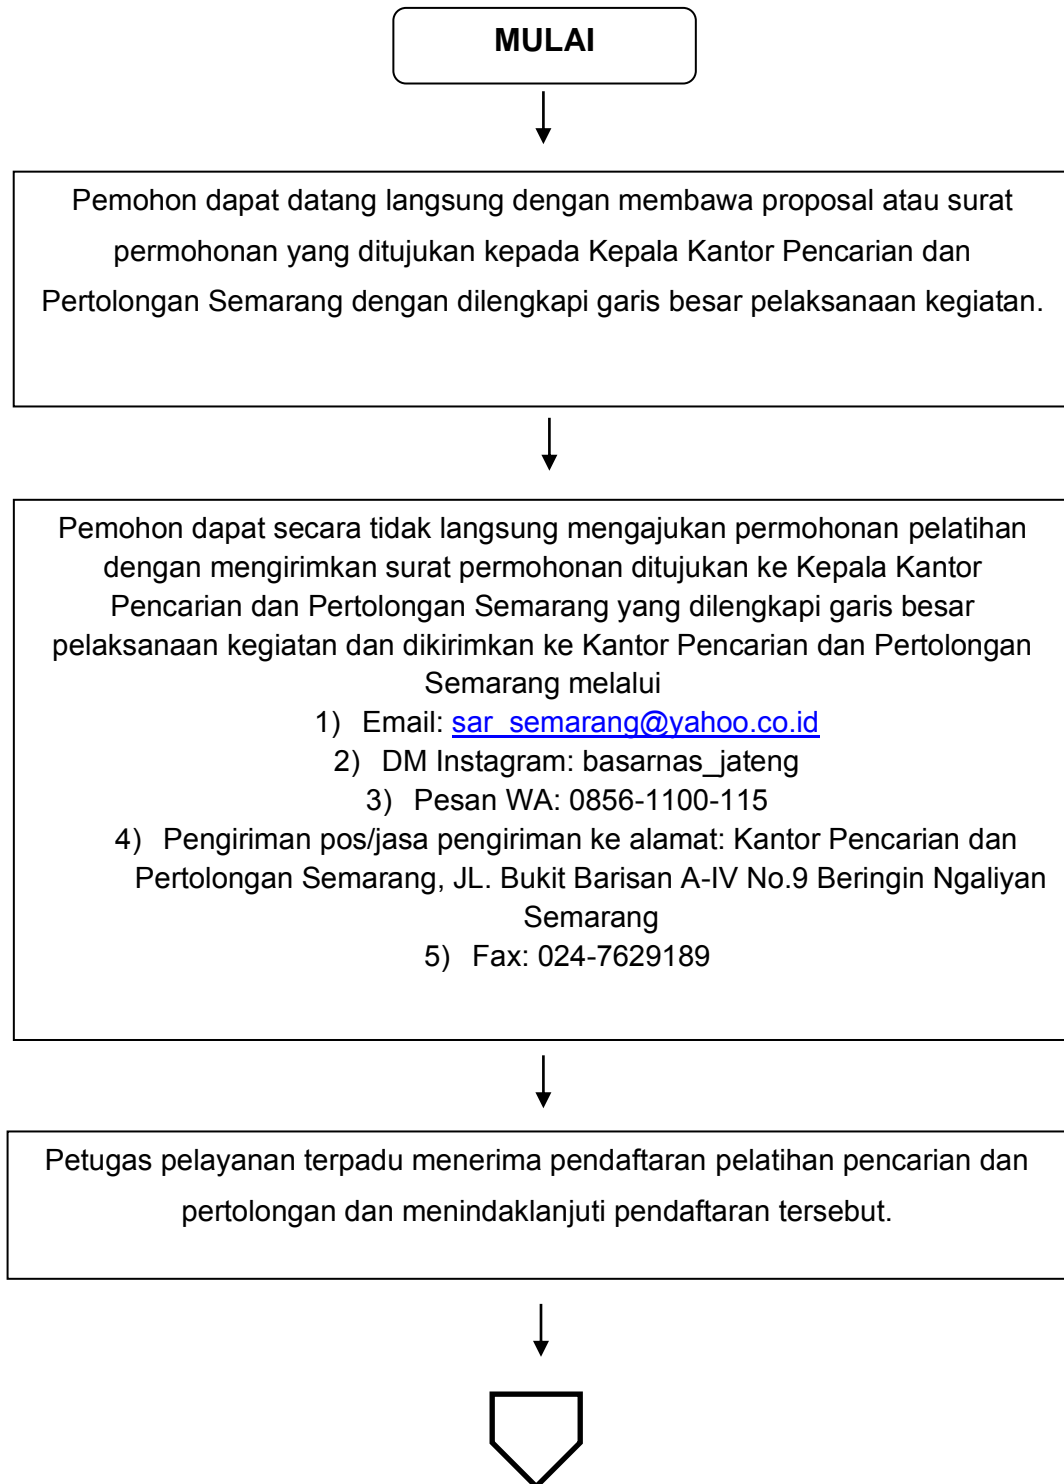 MULAI
Pemohon dapat datang langsung dengan membawa proposal atau surat
permohonan yang ditujukan kepada Kepala Kantor Pencarian dan
Pertolongan Semarang dengan dilengkapi garis besar pelaksanaan kegiatan.
Pemohon dapat secara tidak langsung mengajukan permohonan pelatihan
dengan mengirimkan surat permohonan ditujukan ke Kepala Kantor
Pencarian dan Pertolongan Semarang yang dilengkapi garis besar
pelaksanaan kegiatan dan dikirimkan ke Kantor Pencarian dan Pertolongan
Semarang melalui
1) Email: sar_semarang@yahoo.co.id
2) DM Instagram: basarnas_jateng
3) Pesan WA: 0856-1100-115
4) Pengiriman pos/jasa pengiriman ke alamat: Kantor Pencarian dan
Pertolongan Semarang, JL. Bukit Barisan A-IV No.9 Beringin Ngaliyan
Semarang
5) Fax: 024-7629189
Petugas pelayanan terpadu menerima pendaftaran pelatihan pencarian dan
pertolongan dan menindaklanjuti pendaftaran tersebut.